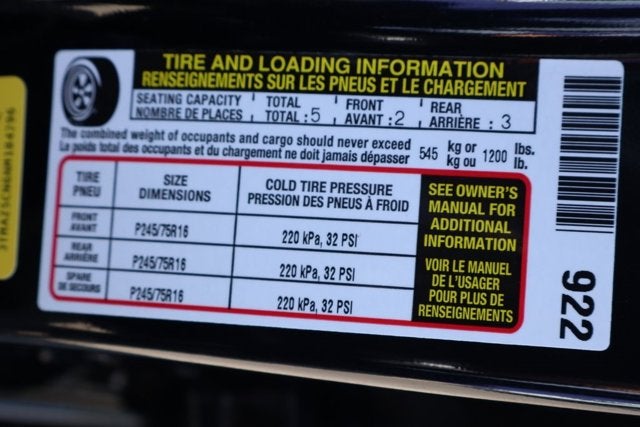 TIRE AND LOADING INFORMATION
RENSEIGNEMENTS SUR LES PNEUS ET LE CHARGEMENT
SEATING CAPACITY TOTAL FRONT REAR
NOMBRE DE PLACES TOTAL : 5 AVANT : 2 ARRIÈRE : 3
The combined weight of occupants and cargo should never exceed 545 kg or 1200 lbs.
Le poids total des occupants et du chargement ne doit jamais dépasser kg ou lb.
TIRE
PNEU
SIZE
DIMENSIONS
COLD TIRE PRESSURE
PRESSION DES PNEUS À FROID
FRONT
AVANT
P245/75R16
220 kPa, 32 PSI
REAR
ARRIÈRE
P245/75R16
220 kPa, 32 PSI
SPARE
DE SECOURS
P245/75R16
220 kPa, 32 PSI
SEE OWNER'S
MANUAL FOR
ADDITIONAL
INFORMATION
VOIR LE MANUEL
DE L'USAGER
POUR PLUS DE
RENSEIGNEMENTS
922